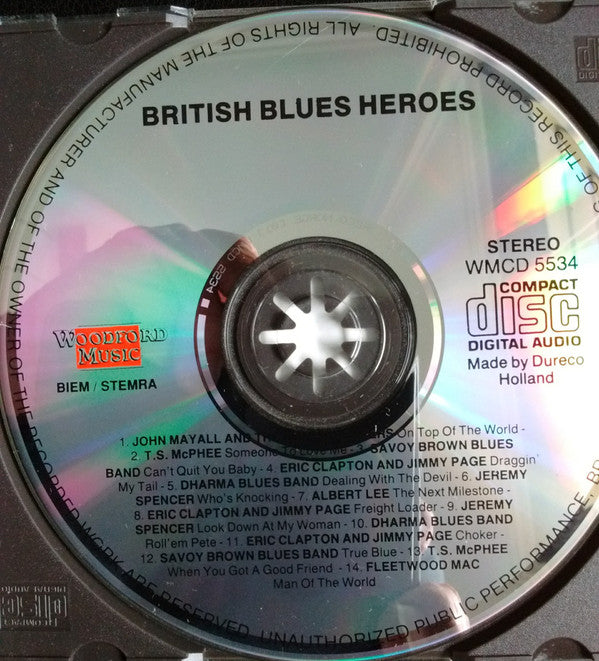 BRITISH BLUES HEROES
STEREO
WMCD 5534
COMPACT
disc
DIGITAL AUDIO
Made by Dureco
Holland
WOODFORD
MUSIC
BIEM / STEMRA
1. JOHN MAYALL AND On Top Of The World -
2. T.S. McPHEE Someone To Love Me - 3. SAVOY BROWN BLUES
BAND Can't Quit You Baby - 4. ERIC CLAPTON AND JIMMY PAGE Draggin'
My Tail - 5. DHARMA BLUES BAND Dealing With The Devil - 6. JEREMY
SPENCER Who's Knocking - 7. ALBERT LEE The Next Milestone -
8. ERIC CLAPTON AND JIMMY PAGE Freight Loader - 9. JEREMY
SPENCER Look Down At My Woman - 10. DHARMA BLUES BAND
Roll'em Pete - 11. ERIC CLAPTON AND JIMMY PAGE Choker -
12. SAVOY BROWN BLUES BAND True Blue - 13. T.S. McPHEE
When You Got A Good Friend - 14. FLEETWOOD MAC
Man Of The World
ALL RIGHTS OF THE MANUFACTURER AND OF THE OWNER OF THE RECORDED WORK ARE RESERVED. UNAUTHORIZED PUBLIC PERFORMANCE, OF THIS RECORD PROHIBITED.